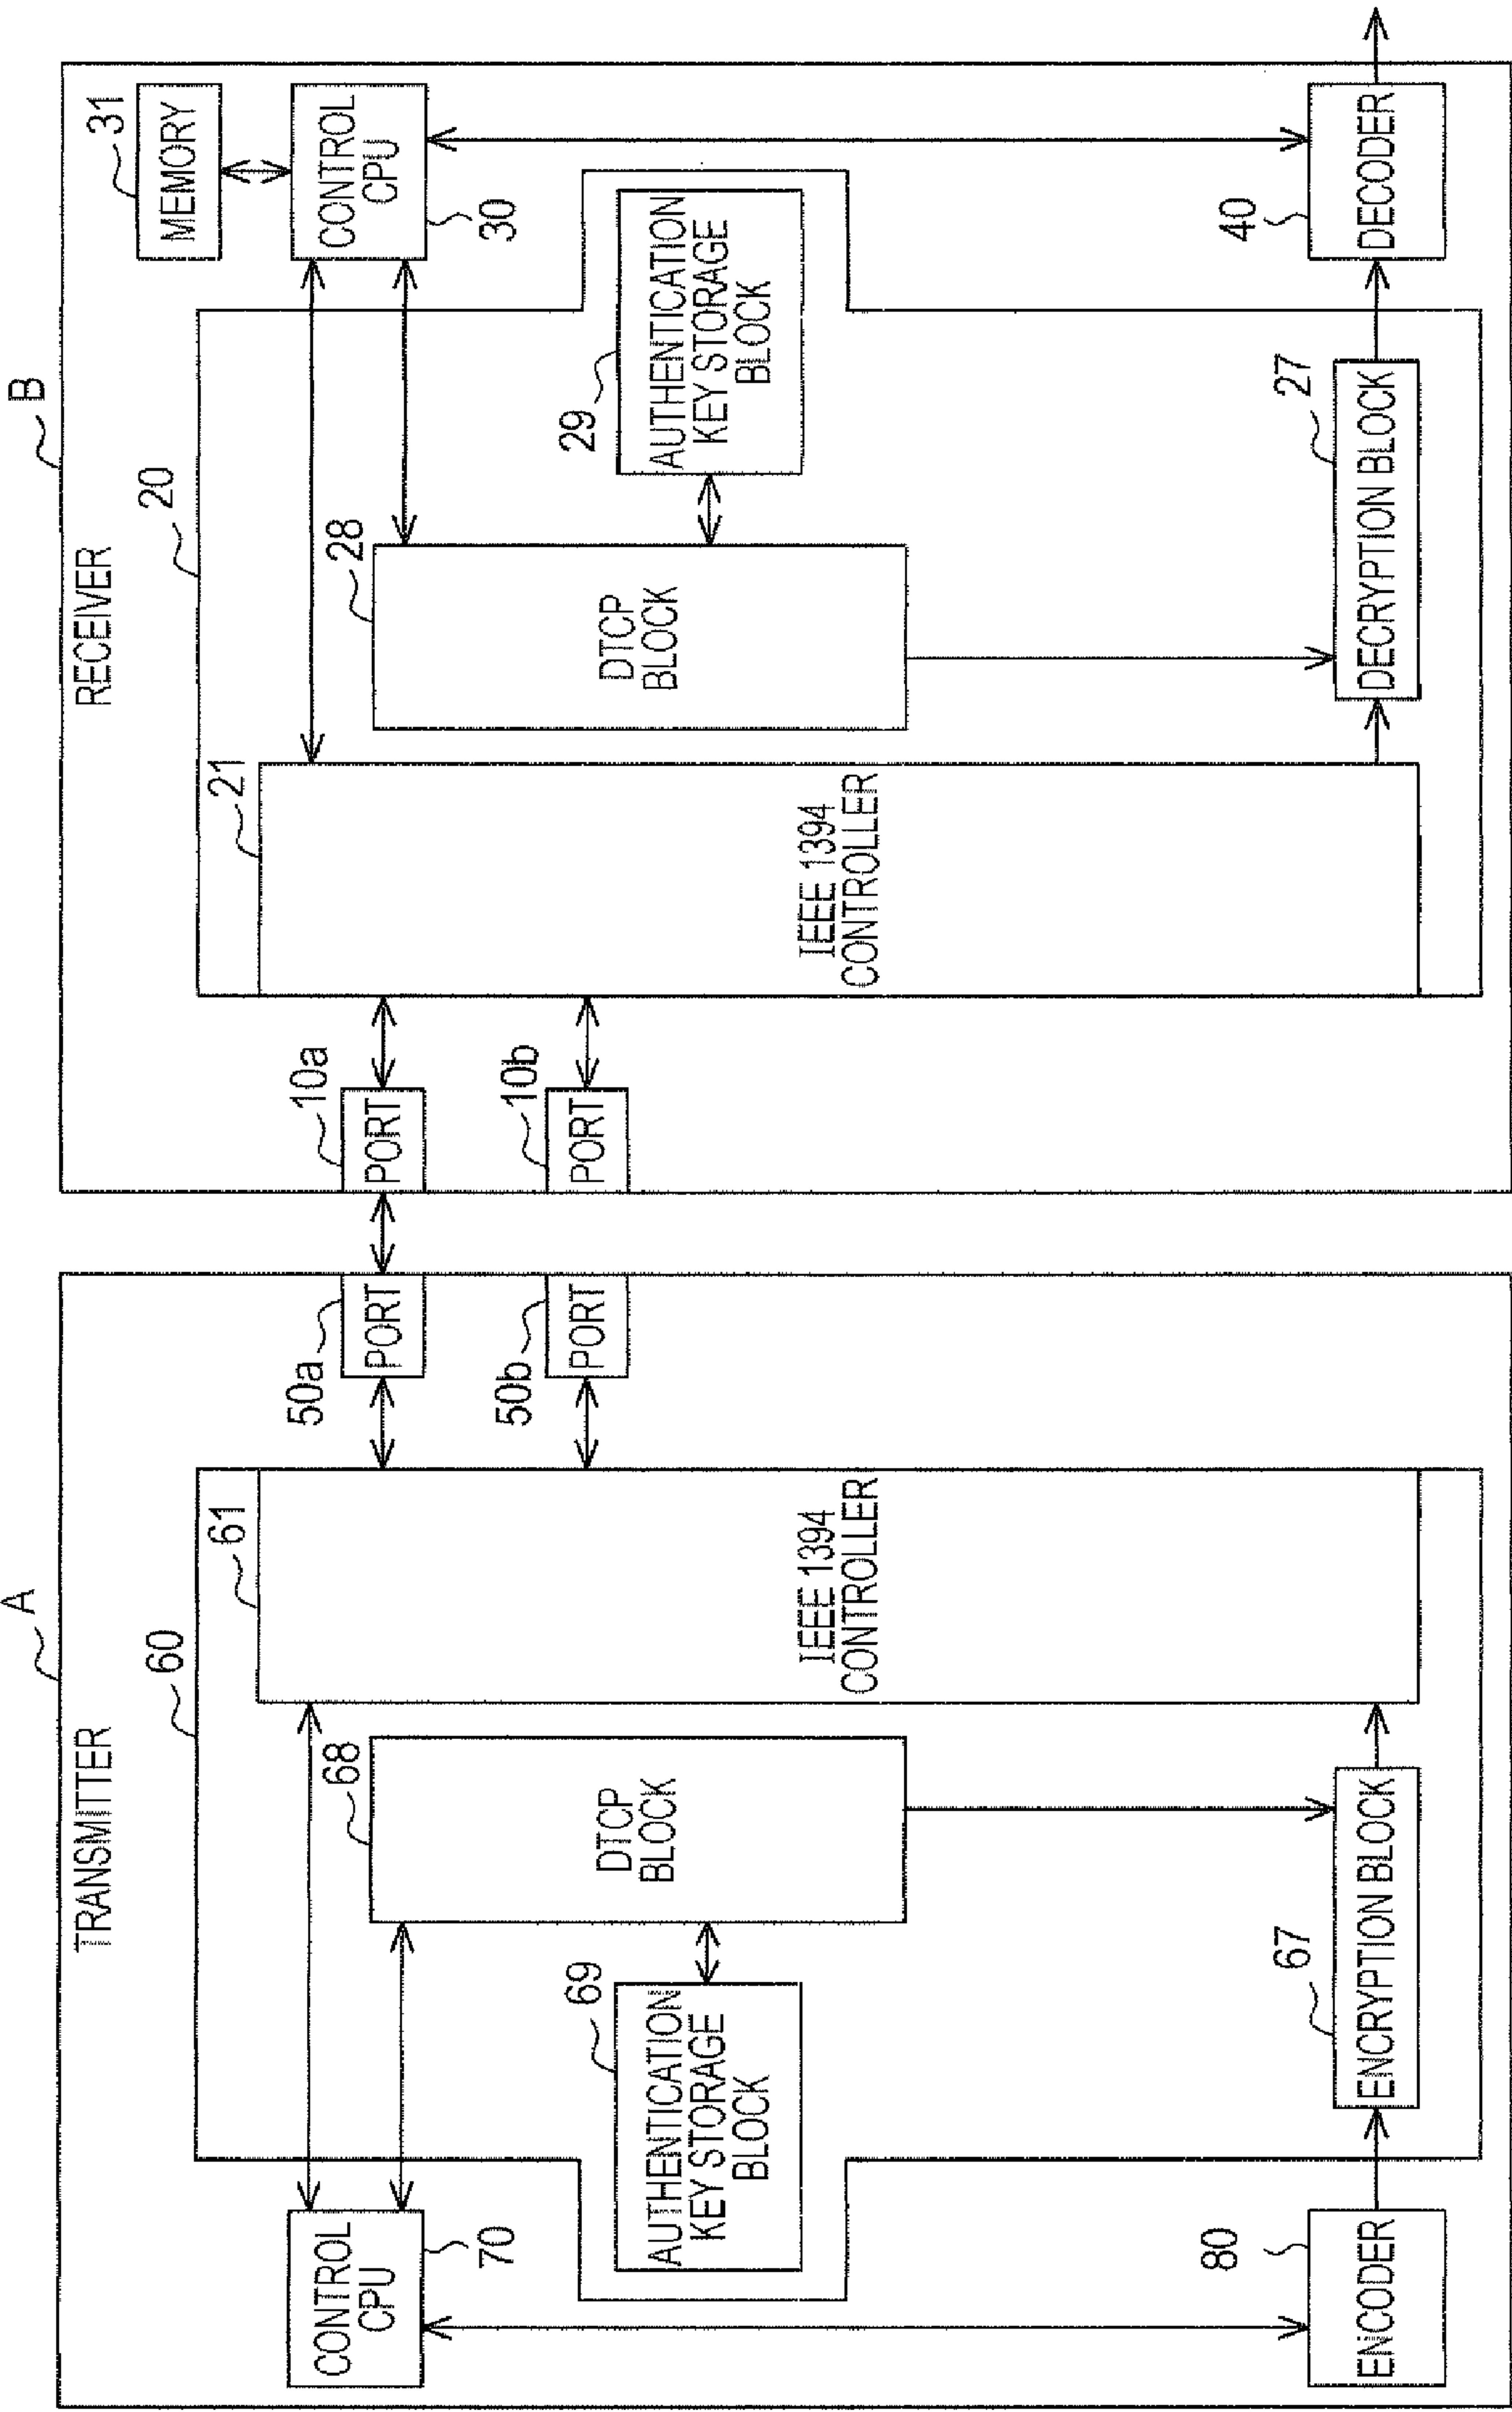 A
TRANSMITTER
60
61
68
69
CONTROL
CPU
70
DTCP
BLOCK
AUTHENTICATION
KEY STORAGE
BLOCK
IEEE 1394
CONTROLLER
50a
PORT
50b
PORT
67
ENCRYPTION BLOCK
80
ENCODER
B
RECEIVER
20
21
28
29
10a
PORT
10b
PORT
IEEE 1394
CONTROLLER
DTCP
BLOCK
AUTHENTICATION
KEY STORAGE
BLOCK
31
MEMORY
CONTROL
CPU
30
27
DECRYPTION BLOCK
40
DECODER